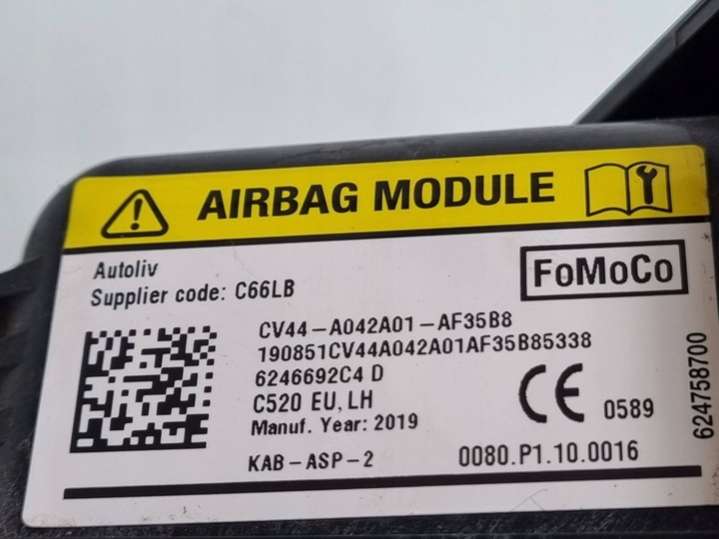 AIRBAG MODULE
Autoliv
Supplier code: C66LB
FoMoCo
CV44-A042A01-AF35B8
190851CV44A042A01AF35B85338
6246692C4 D
C520 EU, LH
Manuf. Year: 2019
CE 0589
KAB-ASP-2
0080.P1.10.0016
624758700